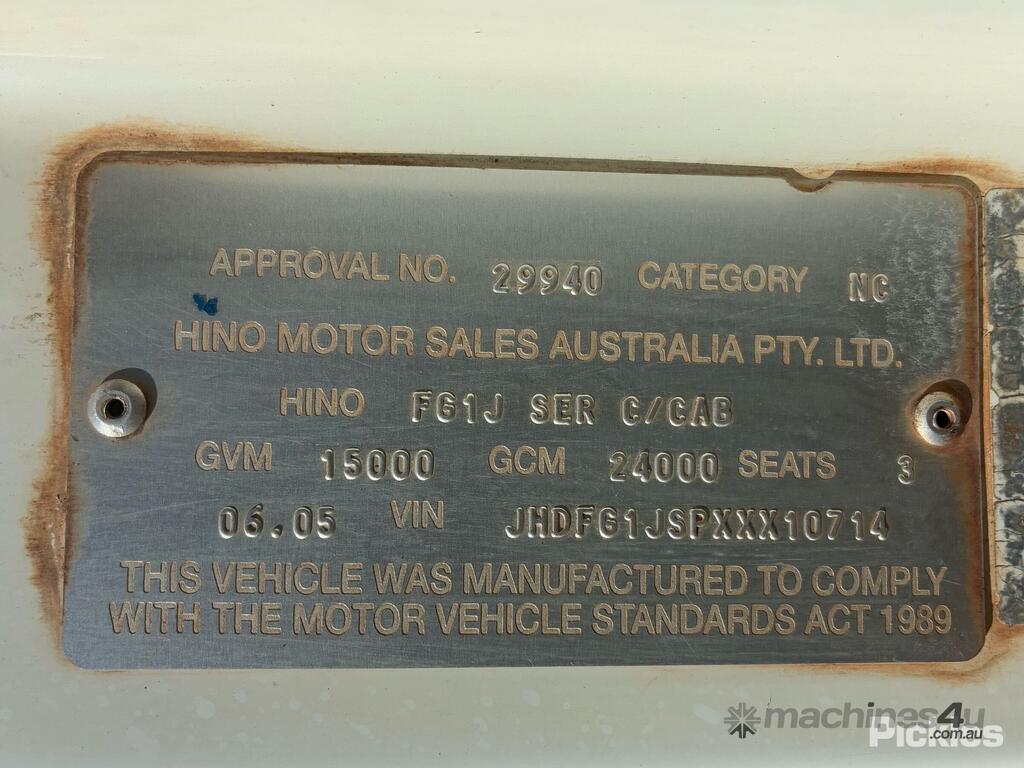 APPROVAL NO. 29940 CATEGORY NC
HINO MOTOR SALES AUSTRALIA PTY. LTD.
HINO FG1J SER C/CAB
GVM 15000 GCM 24000 SEATS 3
06.05 VIN JHDFG1JSPXXX10714
THIS VEHICLE WAS MANUFACTURED TO COMPLY
WITH THE MOTOR VEHICLE STANDARDS ACT 1989
machines4u
.com.au
Pickles